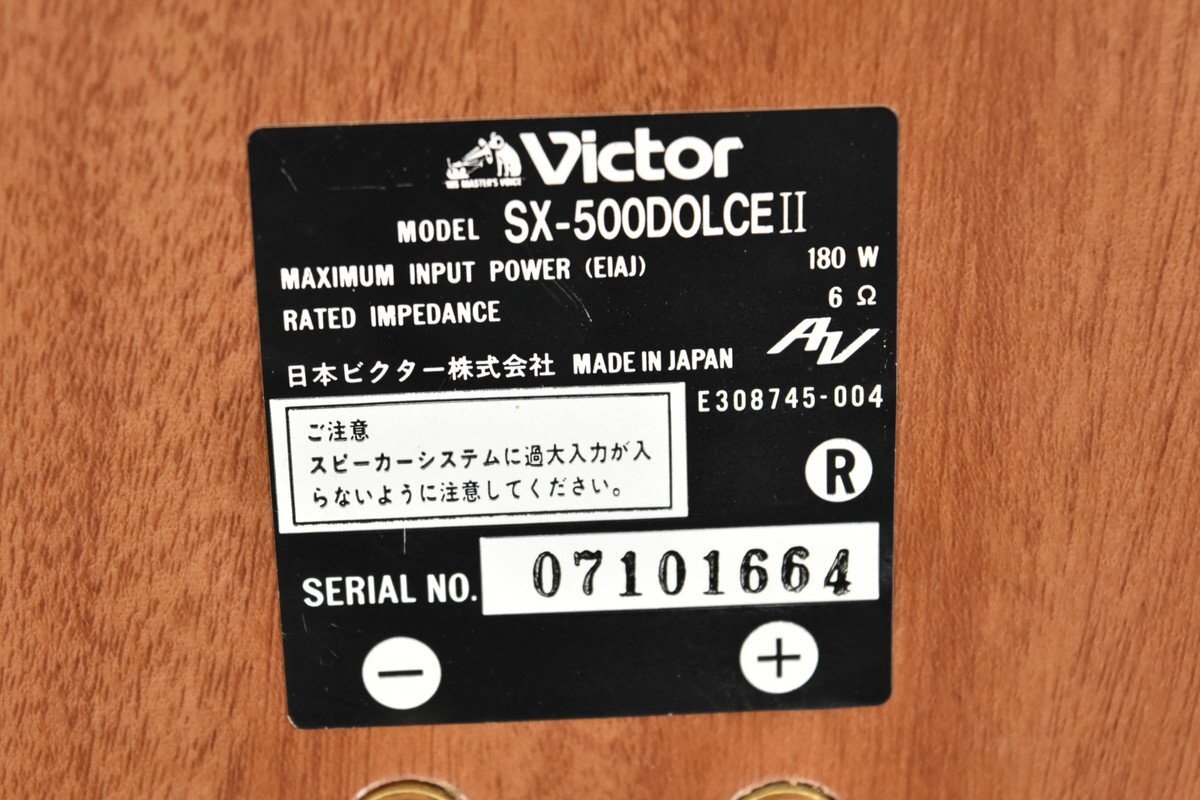 HIS MASTER'S VOICE
Victor
MODEL SX-500DOLCEII
MAXIMUM INPUT POWER (EIAJ) 180 W
RATED IMPEDANCE 6 Ω
AV
日本ビクター株式会社 MADE IN JAPAN
E308745-004
ご注意
スピーカーシステムに過大入力が入
らないように注意してください。
R
SERIAL NO. 07101664
− +